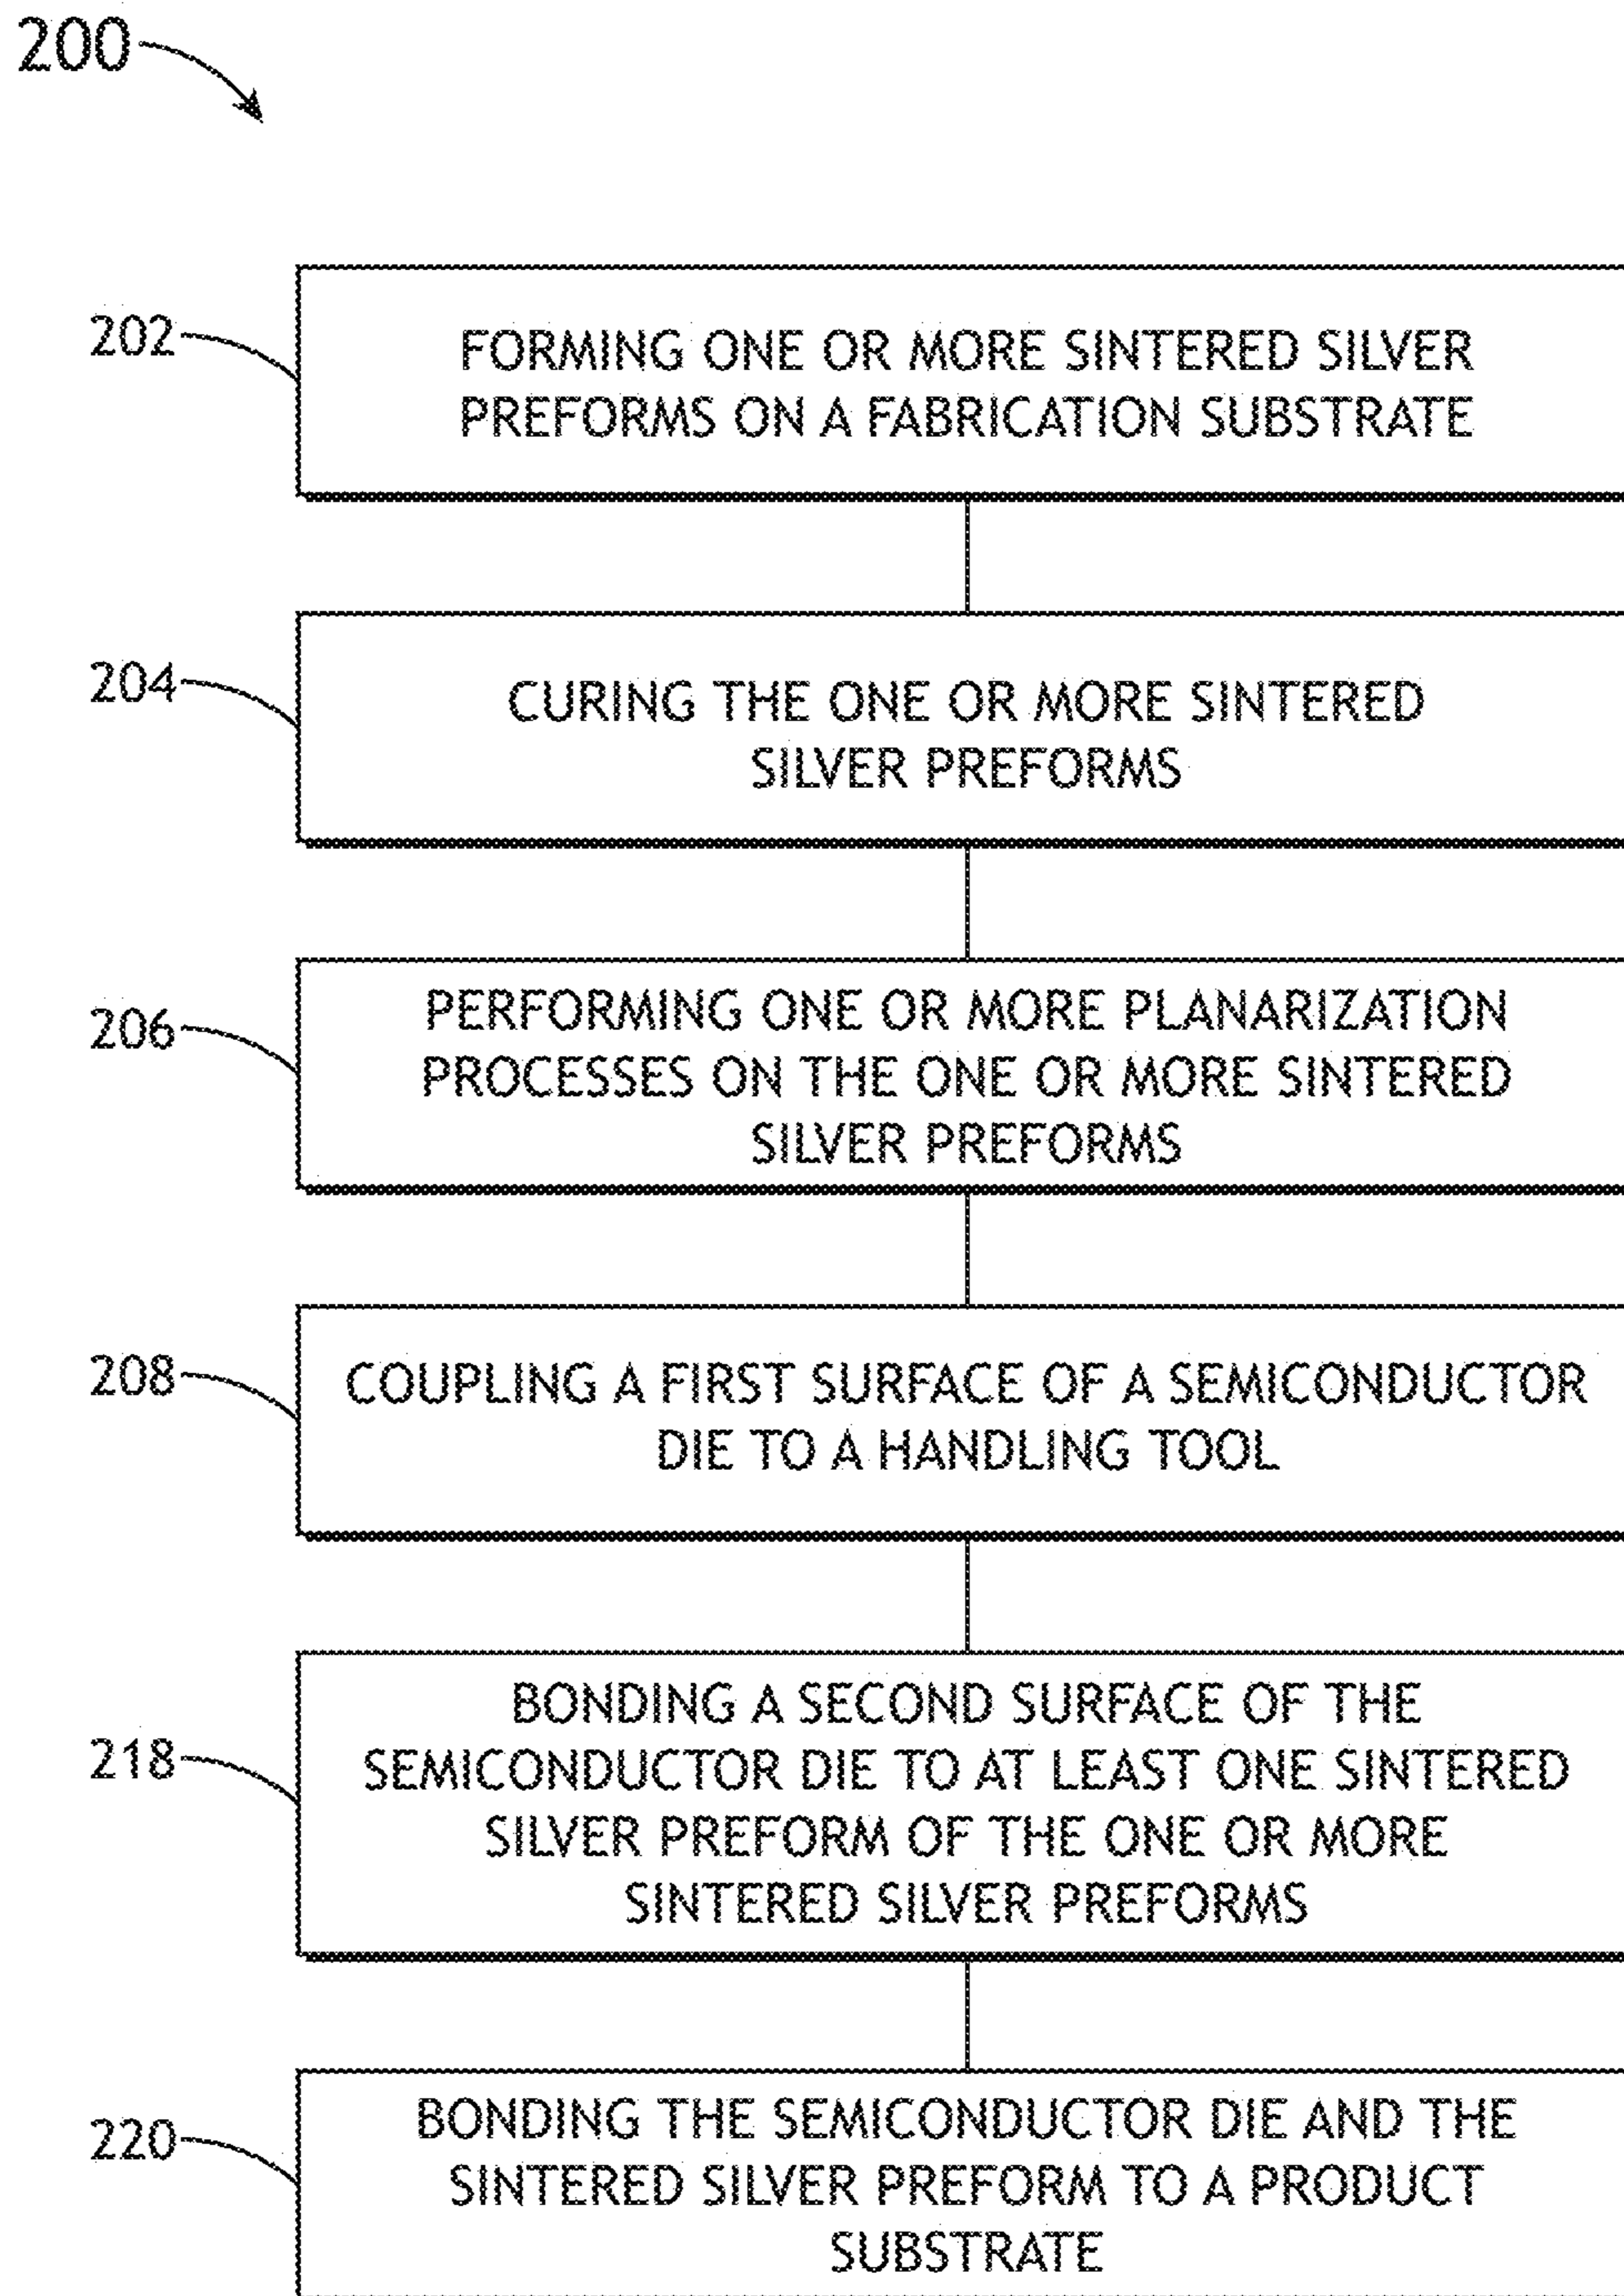 200
202
FORMING ONE OR MORE SINTERED SILVER
PREFORMS ON A FABRICATION SUBSTRATE
204
CURING THE ONE OR MORE SINTERED
SILVER PREFORMS
206
PERFORMING ONE OR MORE PLANARIZATION
PROCESSES ON THE ONE OR MORE SINTERED
SILVER PREFORMS
208
COUPLING A FIRST SURFACE OF A SEMICONDUCTOR
DIE TO A HANDLING TOOL
218
BONDING A SECOND SURFACE OF THE
SEMICONDUCTOR DIE TO AT LEAST ONE SINTERED
SILVER PREFORM OF THE ONE OR MORE
SINTERED SILVER PREFORMS
220
BONDING THE SEMICONDUCTOR DIE AND THE
SINTERED SILVER PREFORM TO A PRODUCT
SUBSTRATE